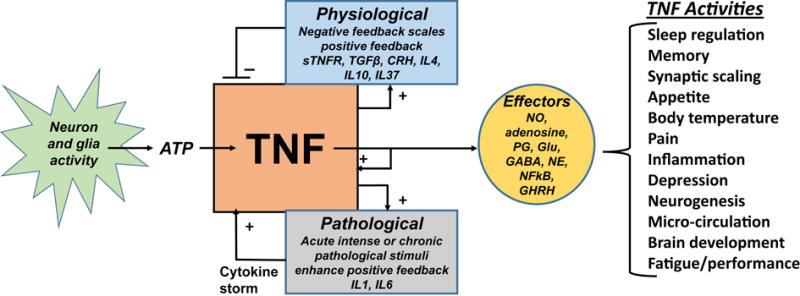 Neuron
and glia
activity
ATP
TNF
Physiological
Negative feedback scales
positive feedback
sTNFR, TGFβ, CRH, IL4,
IL10, IL37
−
+
+
+
+
Pathological
Acute intense or chronic
pathological stimuli
enhance positive feedback
IL1, IL6
Cytokine
storm
Effectors
NO,
adenosine,
PG, Glu,
GABA, NE,
NFkB,
GHRH
TNF Activities
Sleep regulation
Memory
Synaptic scaling
Appetite
Body temperature
Pain
Inflammation
Depression
Neurogenesis
Micro-circulation
Brain development
Fatigue/performance